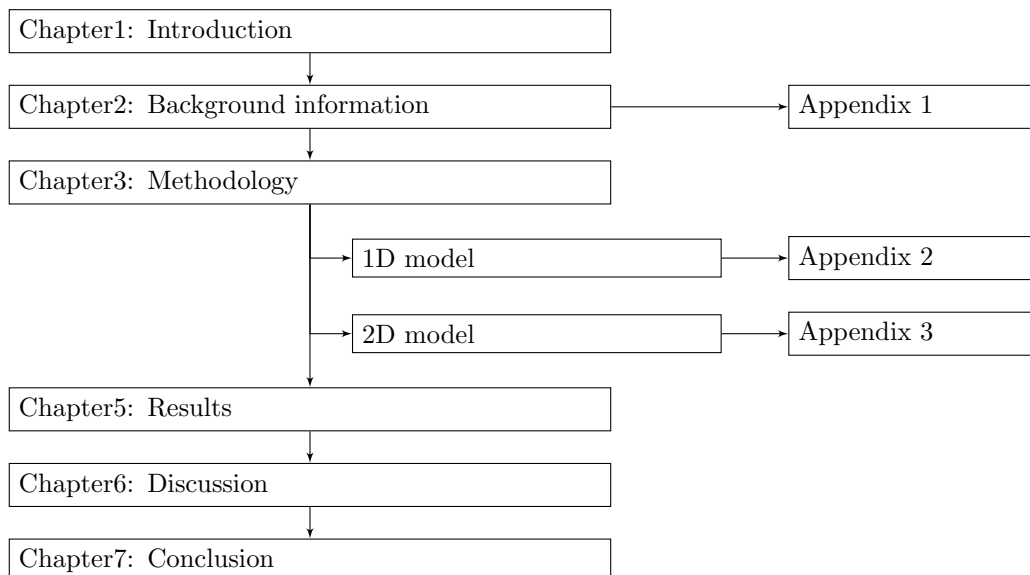 Chapter1: Introduction
Chapter2: Background information
Appendix 1
Chapter3: Methodology
1D model
Appendix 2
2D model
Appendix 3
Chapter5: Results
Chapter6: Discussion
Chapter7: Conclusion